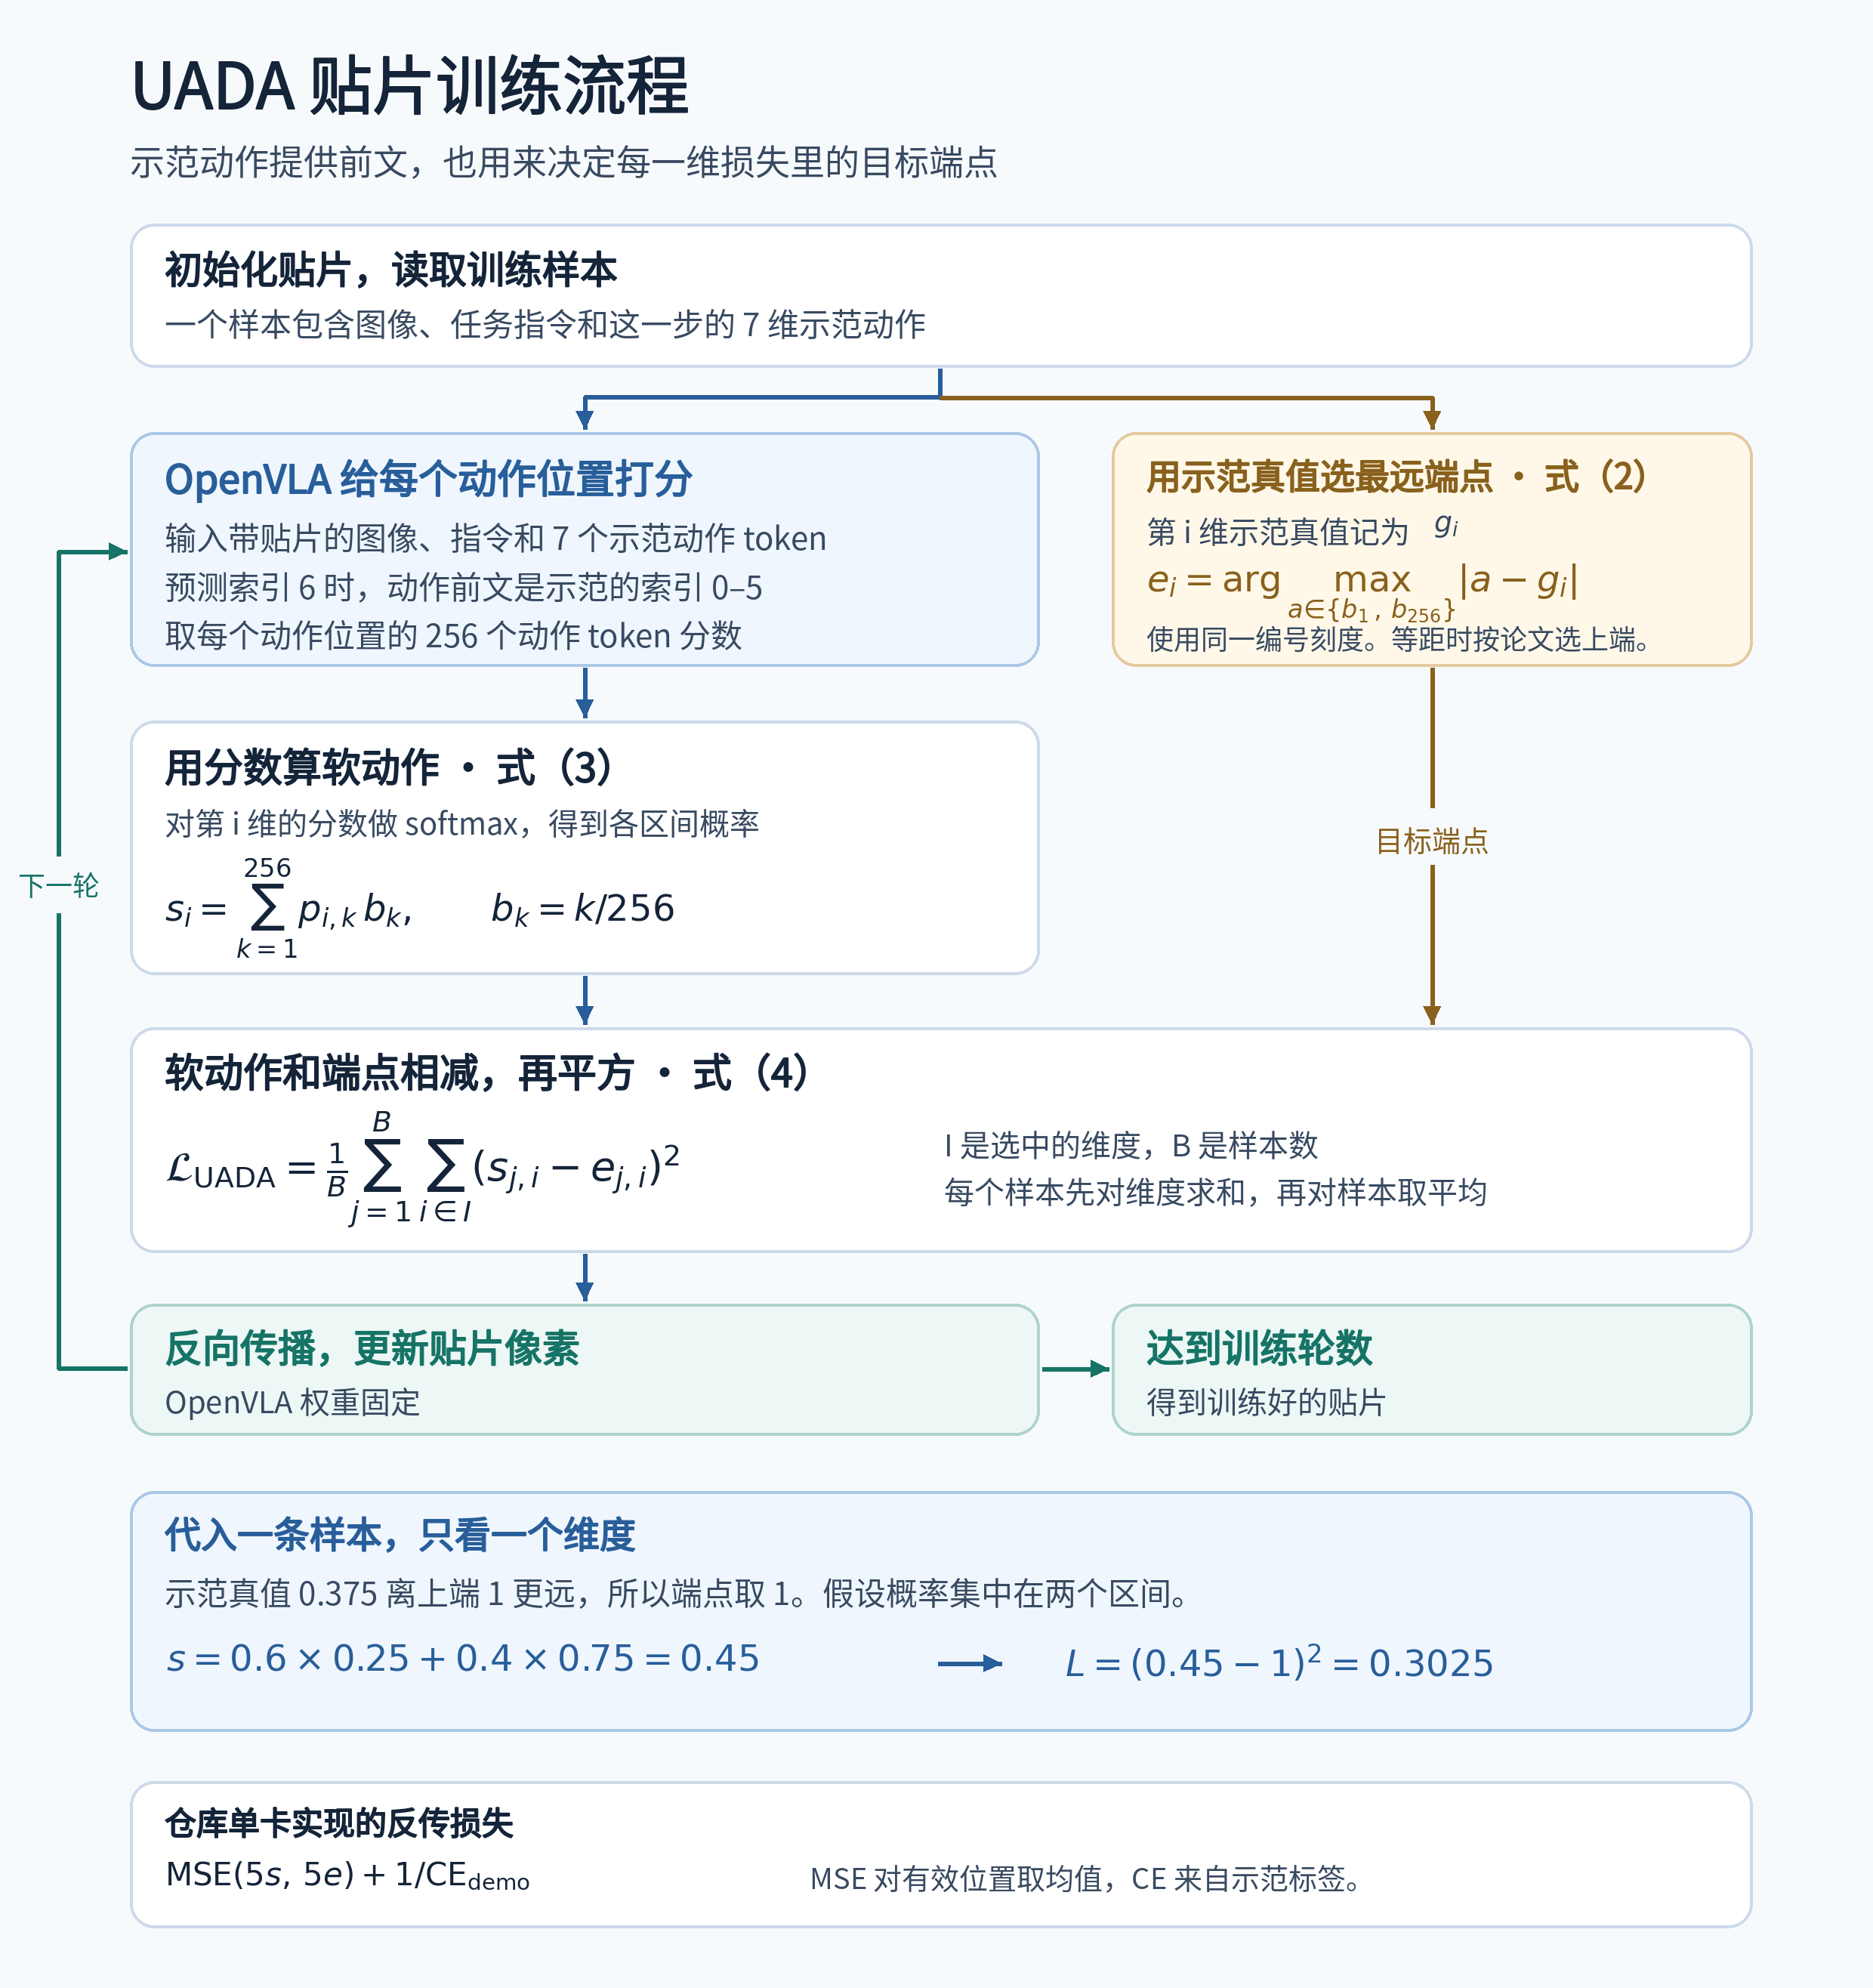 UADA 贴片训练流程
示范动作提供前文，也用来决定每一维损失里的目标端点
初始化贴片，读取训练样本
一个样本包含图像、任务指令和这一步的 7 维示范动作
OpenVLA 给每个动作位置打分
输入带贴片的图像、指令和 7 个示范动作 token
预测索引 6 时，动作前文是示范的索引 0–5
取每个动作位置的 256 个动作 token 分数
用示范真值选最远端点 · 式（2）
第 i 维示范真值记为 g_i
e_i = arg max_{a∈{b_1, b_256}} |a − g_i|
使用同一编号刻度。等距时按论文选上端。
用分数算软动作 · 式（3）
对第 i 维的分数做 softmax，得到各区间概率
s_i = ∑_{k=1}^{256} p_{i,k} b_k, b_k = k/256
目标端点
下一轮
软动作和端点相减，再平方 · 式（4）
ℒ_UADA = 1/B ∑_{j=1}^{B} ∑_{i∈I} (s_{j,i} − e_{j,i})²
I 是选中的维度，B 是样本数
每个样本先对维度求和，再对样本取平均
反向传播，更新贴片像素
OpenVLA 权重固定
达到训练轮数
得到训练好的贴片
代入一条样本，只看一个维度
示范真值 0.375 离上端 1 更远，所以端点取 1。假设概率集中在两个区间。
s = 0.6 × 0.25 + 0.4 × 0.75 = 0.45
L = (0.45 − 1)² = 0.3025
仓库单卡实现的反传损失
MSE(5s, 5e) + 1/CE_demo
MSE 对有效位置取均值，CE 来自示范标签。